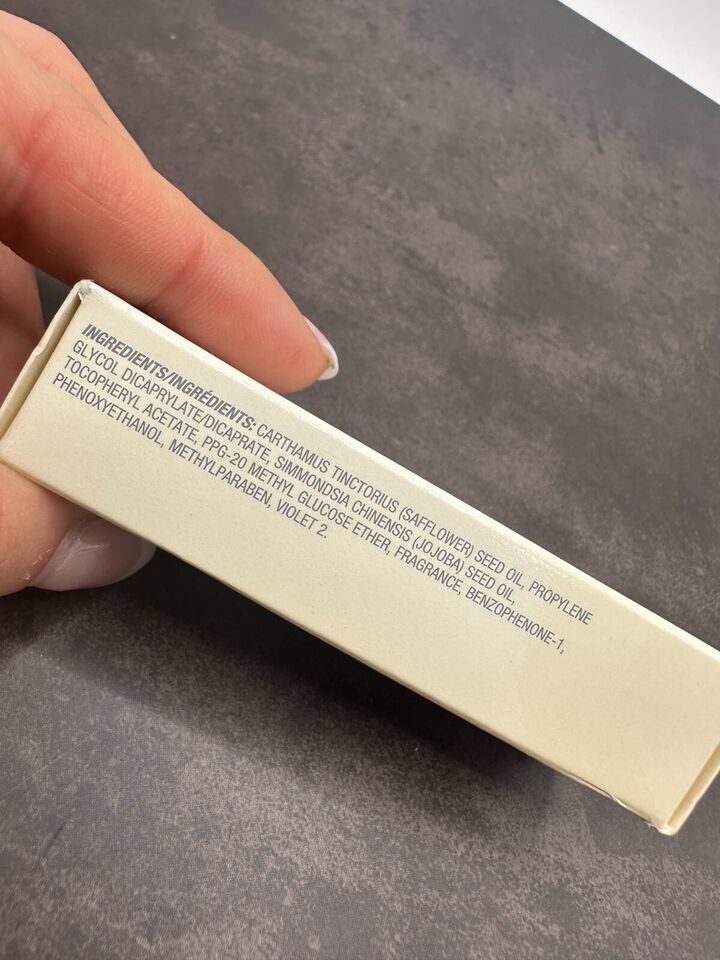 INGREDIENTS/INGRÉDIENTS: CARTHAMUS TINCTORIUS (SAFFLOWER) SEED OIL, PROPYLENE
GLYCOL DICAPRYLATE/DICAPRATE, SIMMONDSIA CHINENSIS (JOJOBA) SEED OIL,
TOCOPHERYL ACETATE, PPG-20 METHYL GLUCOSE ETHER, FRAGRANCE, BENZOPHENONE-1,
PHENOXYETHANOL, METHYLPARABEN, VIOLET 2.